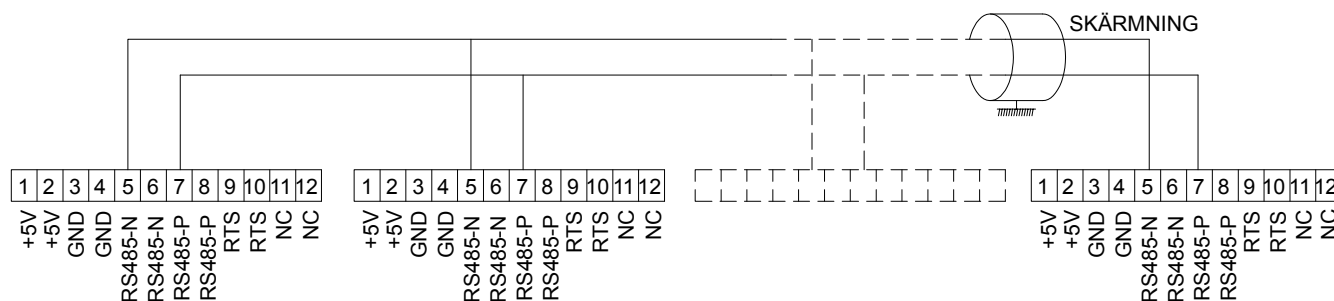 SKÄRMNING
1 2 3 4 5 6 7 8 9 10 11 12
+5V
+5V
GND
GND
RS485-N
RS485-N
RS485-P
RS485-P
RTS
RTS
NC
NC
1 2 3 4 5 6 7 8 9 10 11 12
+5V
+5V
GND
GND
RS485-N
RS485-N
RS485-P
RS485-P
RTS
RTS
NC
NC
1 2 3 4 5 6 7 8 9 10 11 12
+5V
+5V
GND
GND
RS485-N
RS485-N
RS485-P
RS485-P
RTS
RTS
NC
NC